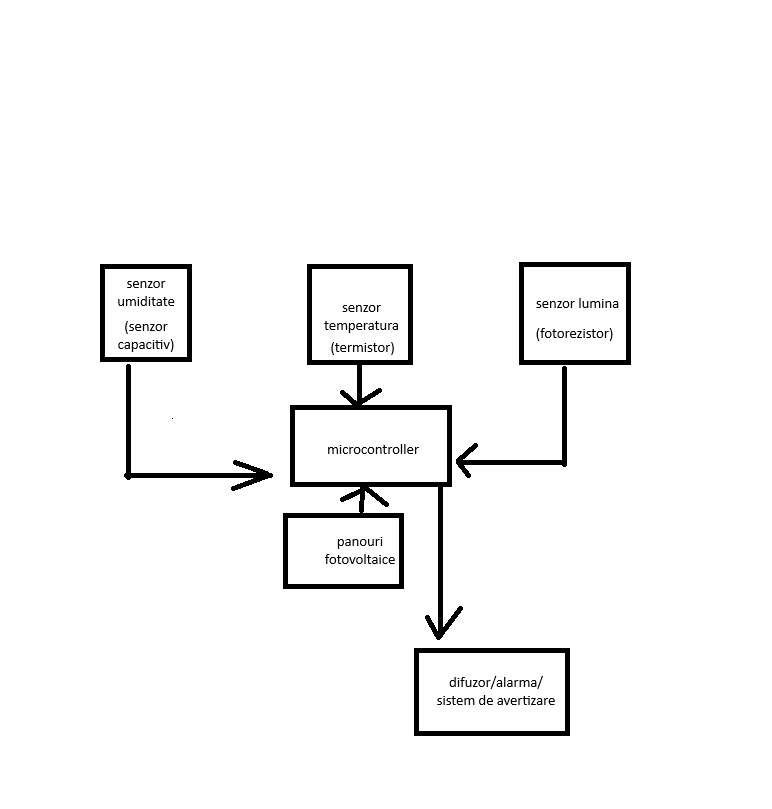 senzor
umiditate
(senzor
capacitiv)
senzor
temperatura
(termistor)
senzor lumina
(fotorezistor)
microcontroller
panouri
fotovoltaice
difuzor/alarma/
sistem de avertizare